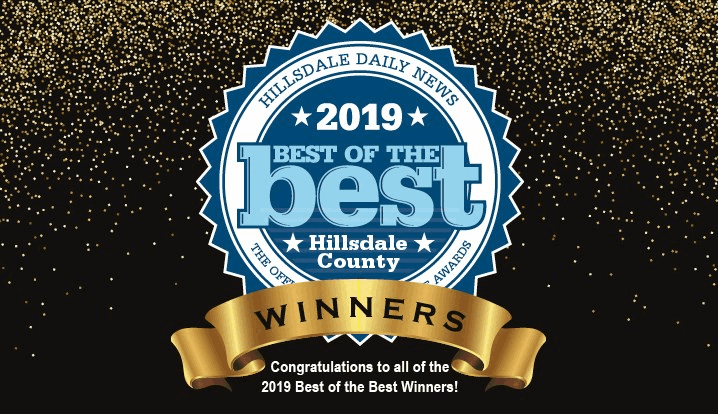 HILLSDALE DAILY NEWS
2019
BEST OF THE
best
Hillsdale
County
THE AWARDS
WINNERS
Congratulations to all of the
2019 Best of the Best Winners!